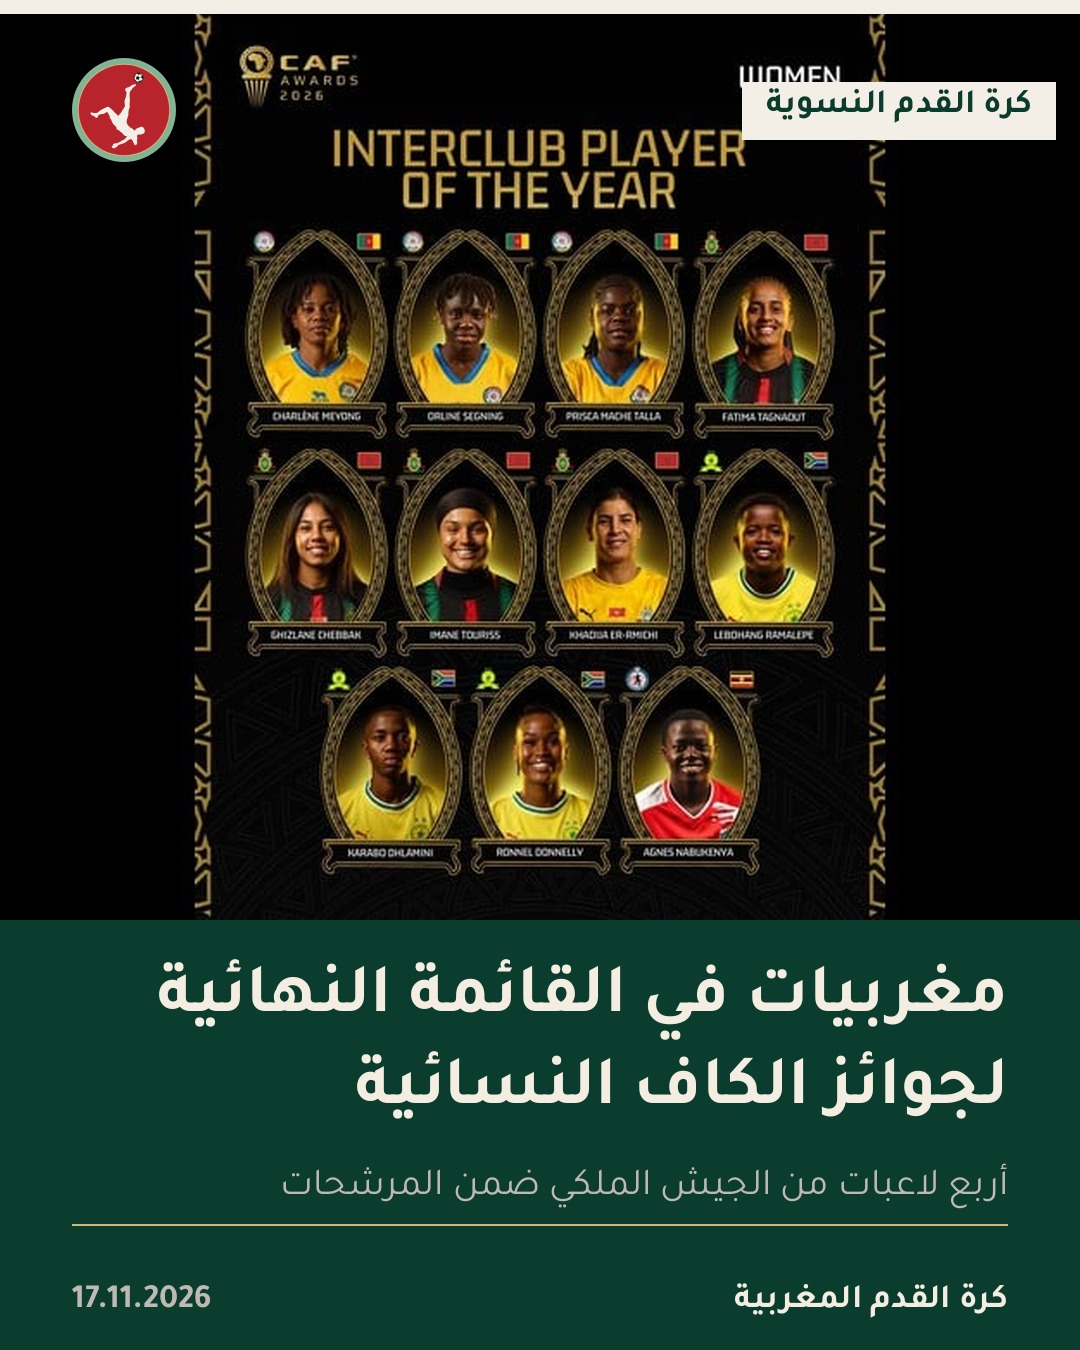 CAF
AWARDS
2026
WOMEN
كرة القدم النسوية
INTERCLUB PLAYER
OF THE YEAR
CHARLÈNE MEYONG
ORLINE SEGNING
PRISCA MACHE TALLA
FATIMA TAGNAOUT
GHIZLANE CHEBBAK
IMANE TOURISS
KHADIJA ER-RMICHI
LEBOHANG RAMALEPE
KARABO DHLAMINI
RONNEL DONNELLY
AGNES NABUKENYA
مغربيات في القائمة النهائية
لجوائز الكاف النسائية
أربع لاعبات من الجيش الملكي ضمن المرشحات
كرة القدم المغربية
17.11.2026